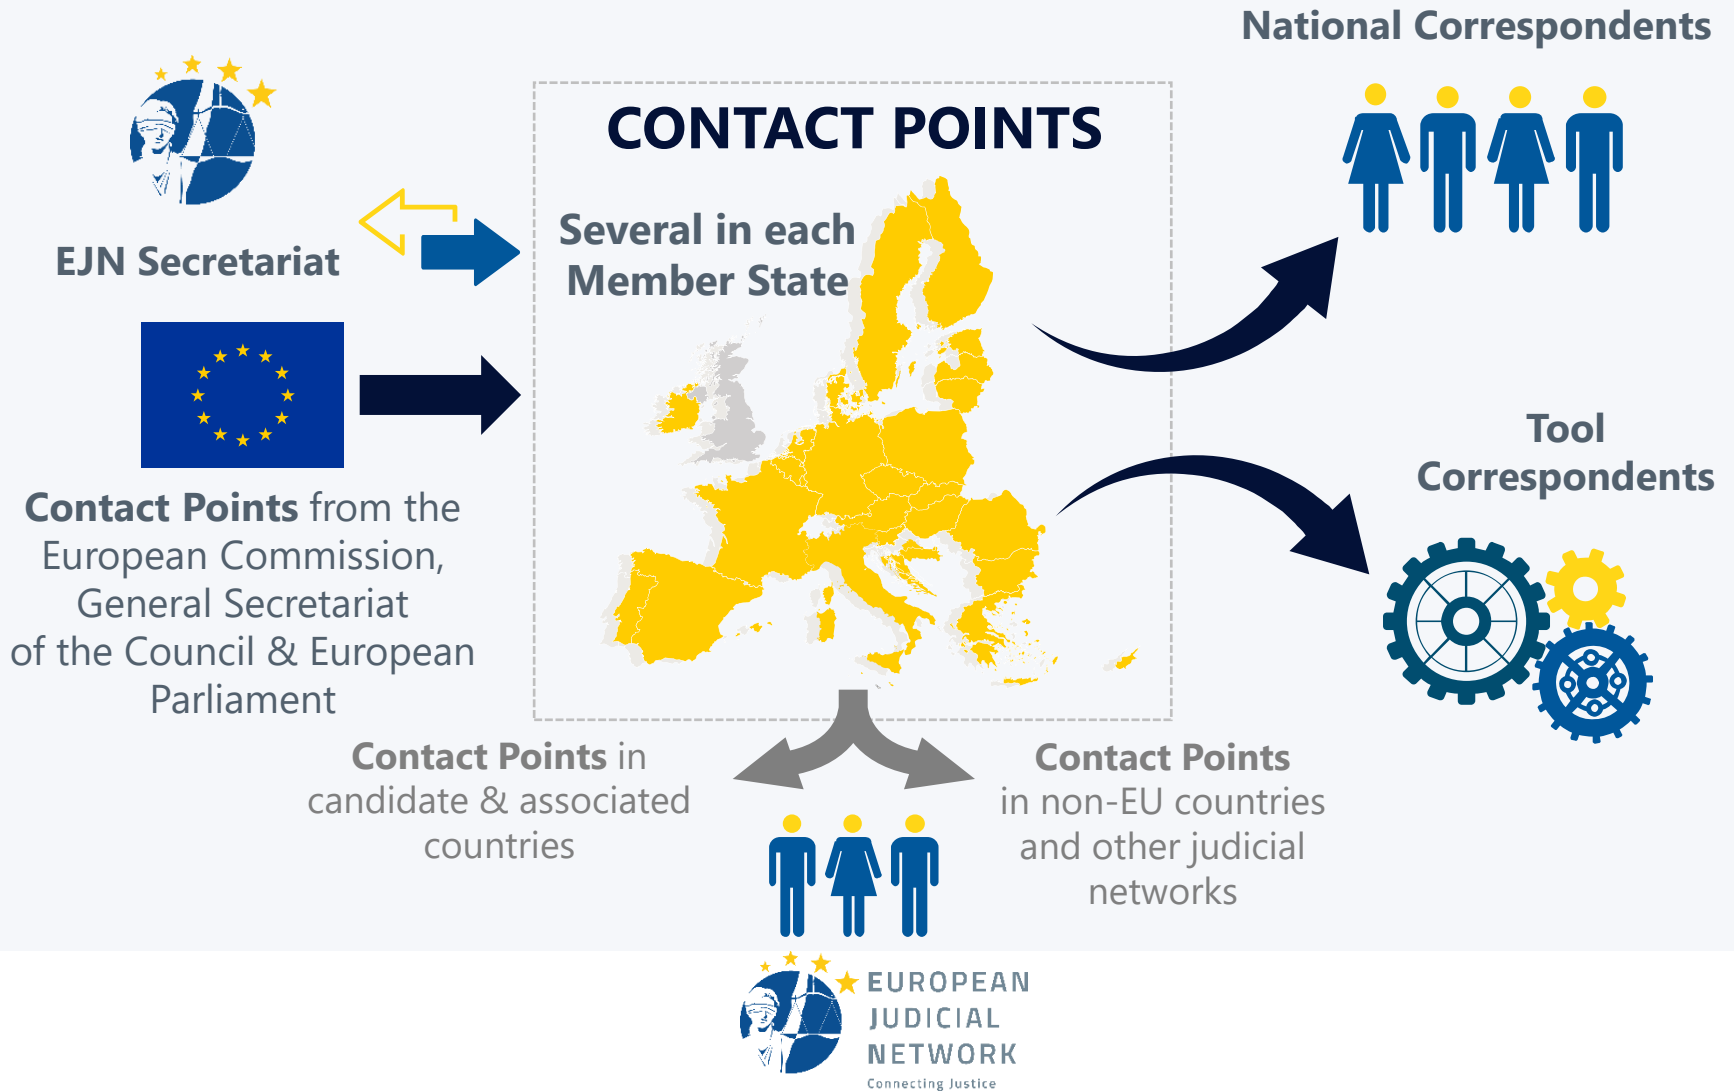 National Correspondents
CONTACT POINTS
Several in each
Member State
EJN Secretariat
Contact Points from the
European Commission,
General Secretariat
of the Council & European
Parliament
Tool
Correspondents
Contact Points in
candidate & associated
countries
Contact Points
in non-EU countries
and other judicial
networks
EUROPEAN
JUDICIAL
NETWORK
Connecting Justice